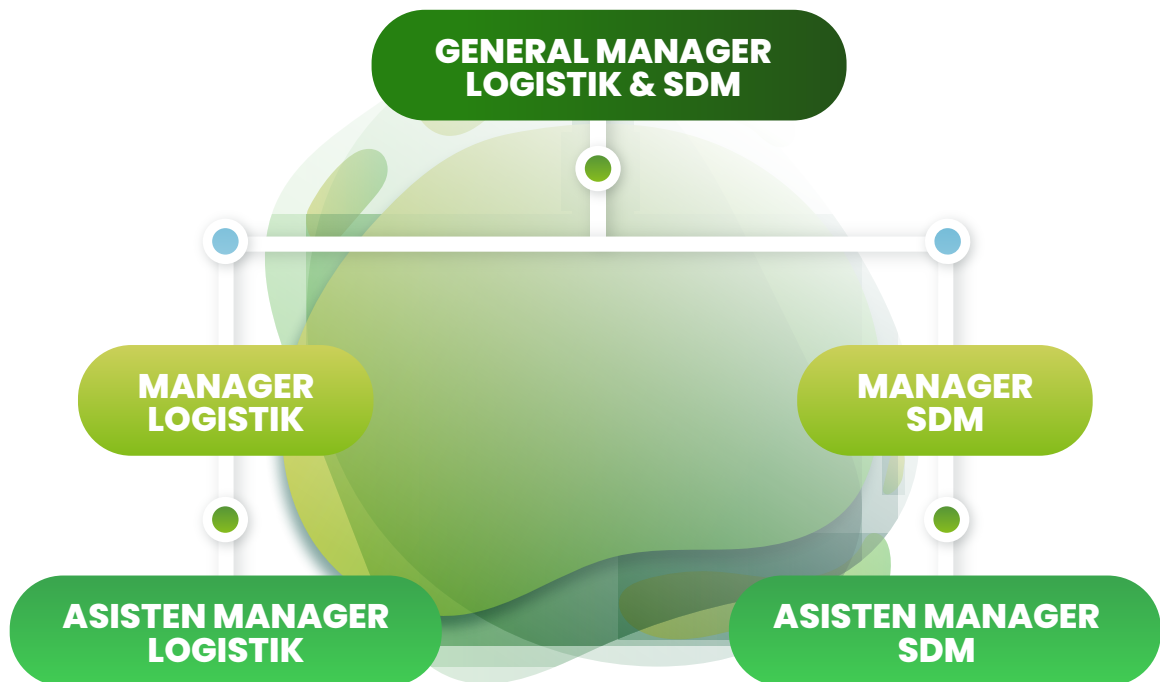 GENERAL MANAGER
LOGISTIK & SDM
MANAGER
LOGISTIK
MANAGER
SDM
ASISTEN MANAGER
LOGISTIK
ASISTEN MANAGER
SDM